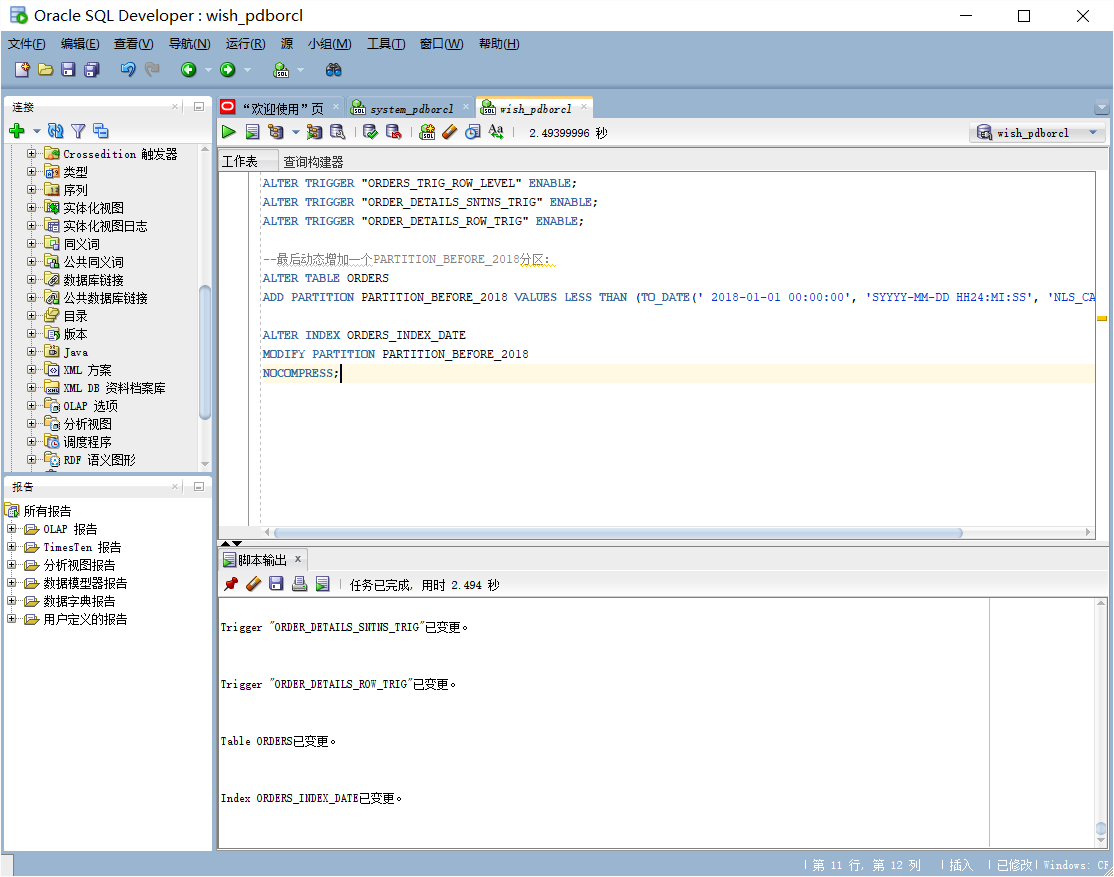 Oracle SQL Developer : wish_pdborcl
文件(F) 编辑(E) 查看(V) 导航(N) 运行(R) 源 小组(M) 工具(T) 窗口(W) 帮助(H)
连接
Crossedition 触发器
类型
序列
实体化视图
实体化视图日志
同义词
公共同义词
数据库链接
公共数据库链接
目录
版本
Java
XML 方案
XML DB 资料档案库
OLAP 选项
分析视图
调度程序
RDF 语义图形
报告
所有报告
OLAP 报告
TimesTen 报告
分析视图报告
数据模型器报告
数据字典报告
用户定义的报告
“欢迎使用”页 system_pdborcl wish_pdborcl
2.49399996 秒 wish_pdborcl
工作表 查询构建器
ALTER TRIGGER "ORDERS_TRIG_ROW_LEVEL" ENABLE;
ALTER TRIGGER "ORDER_DETAILS_SNTNS_TRIG" ENABLE;
ALTER TRIGGER "ORDER_DETAILS_ROW_TRIG" ENABLE;
--最后动态增加一个PARTITION_BEFORE_2018分区:
ALTER TABLE ORDERS
ADD PARTITION PARTITION_BEFORE_2018 VALUES LESS THAN (TO_DATE(' 2018-01-01 00:00:00', 'SYYYY-MM-DD HH24:MI:SS', 'NLS_CA
ALTER INDEX ORDERS_INDEX_DATE
MODIFY PARTITION PARTITION_BEFORE_2018
NOCOMPRESS;
脚本输出
任务已完成, 用时 2.494 秒
Trigger "ORDER_DETAILS_SNTNS_TRIG"已变更。
Trigger "ORDER_DETAILS_ROW_TRIG"已变更。
Table ORDERS已变更。
Index ORDERS_INDEX_DATE已变更。
第 11 行, 第 12 列 插入 已修改 Windows: CR